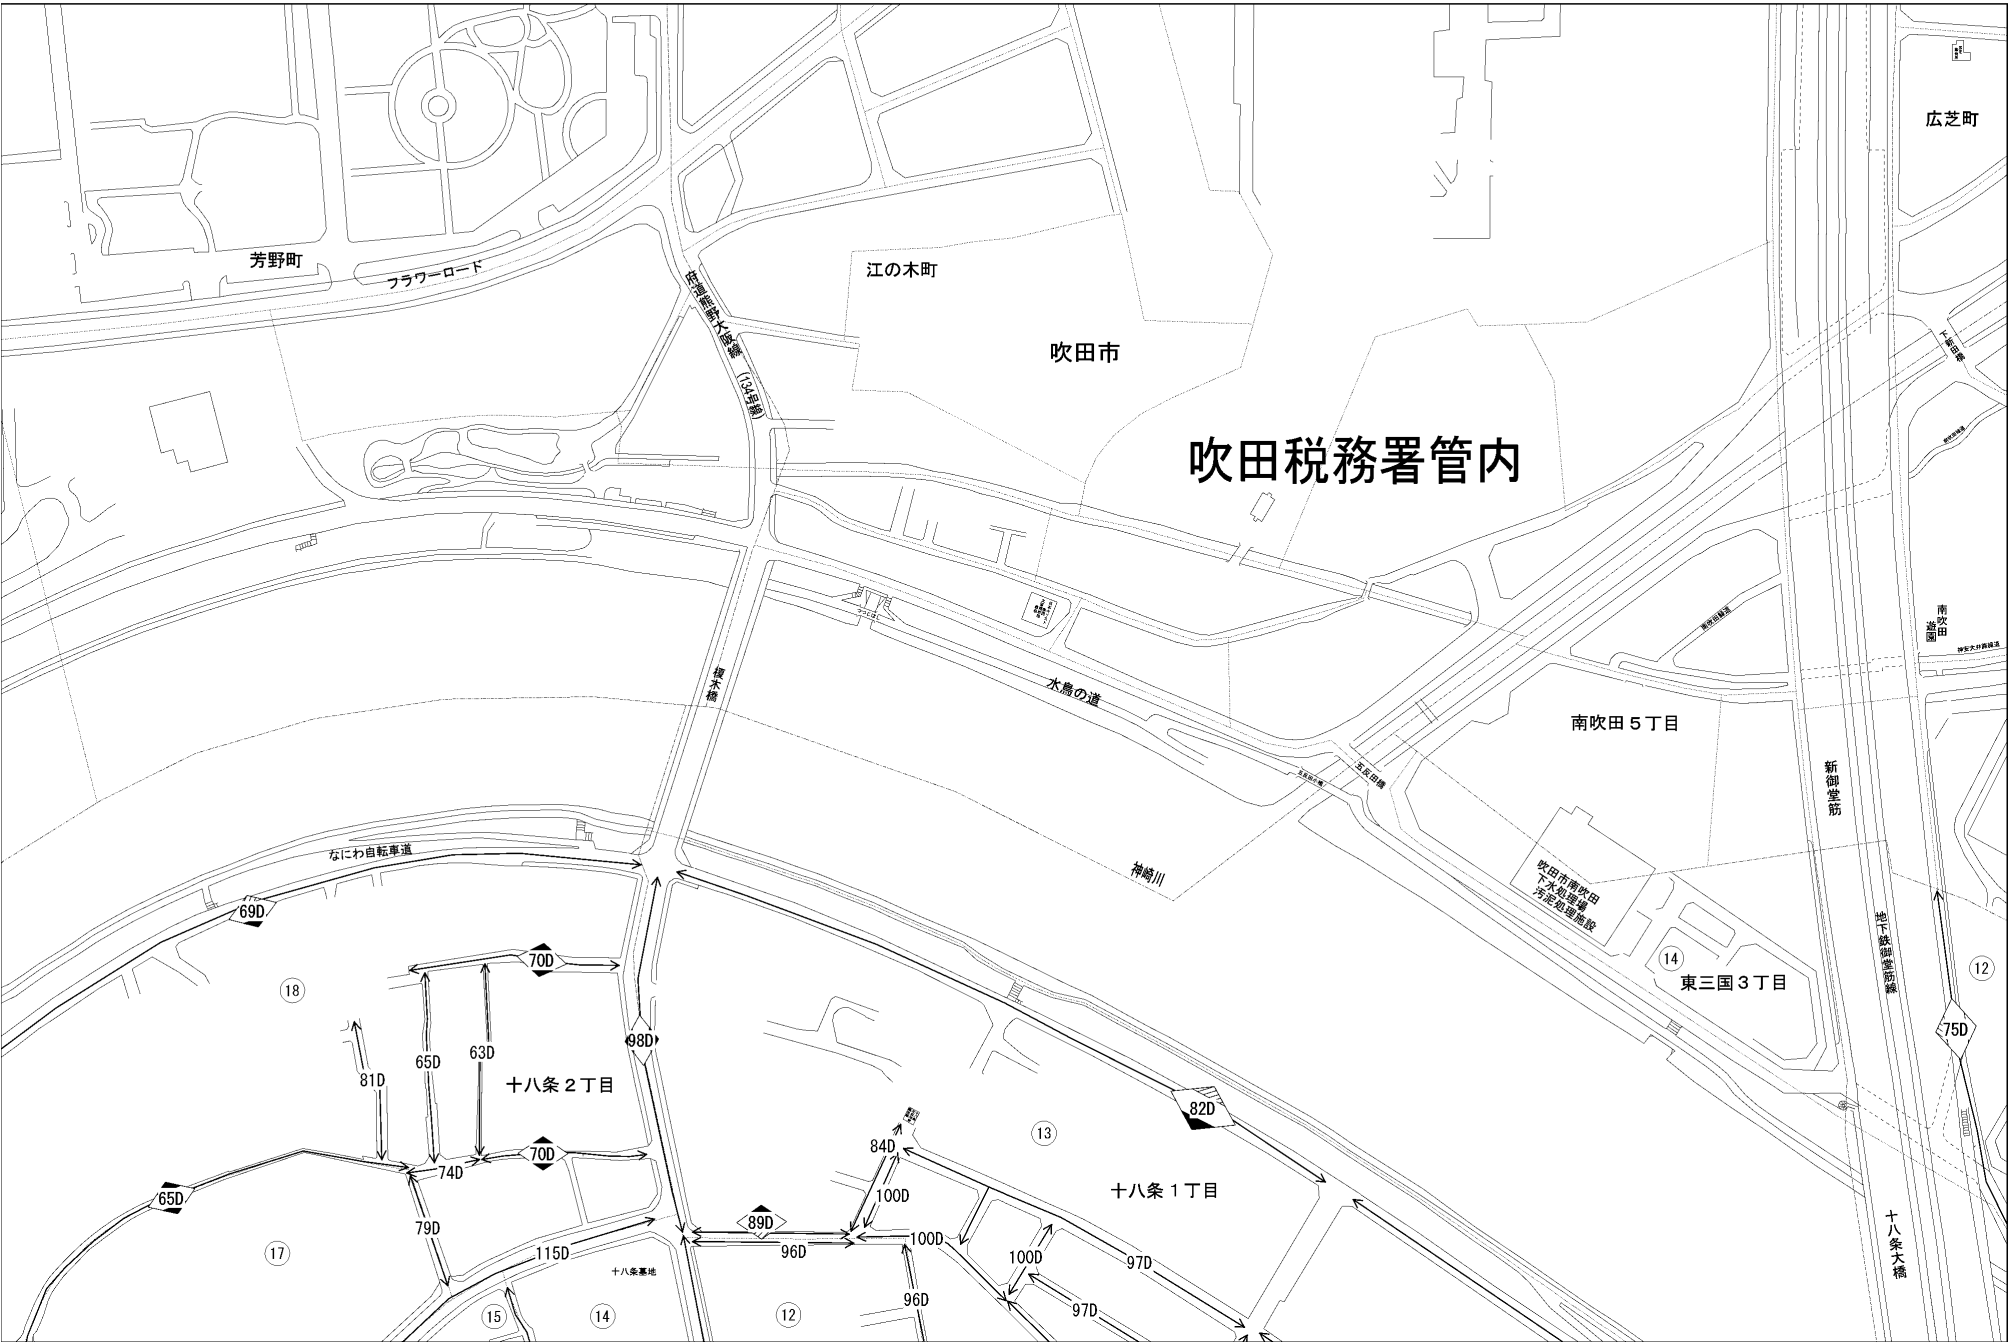 広芝町
芳野町
フラワーロード
江の木町
府道熊野大阪線 (134号線)
吹田市
下新田橋
吹田税務署管内
南吹田
遊園
榎木橋
水鳥の道
南吹田5丁目
五反田橋
新御堂筋
なにわ自転車道
神崎川
吹田市南吹田
下水処理場
汚泥処理施設
69D
地下鉄御堂筋線
70D
14
12
18
東三国3丁目
75D
98D
65D
63D
81D
十八条2丁目
82D
13
84D
70D
74D
65D
100D
十八条1丁目
79D
89D
十八条大橋
17
115D
96D
100D
100D
97D
十八条墓地
96D
97D
15
14
12